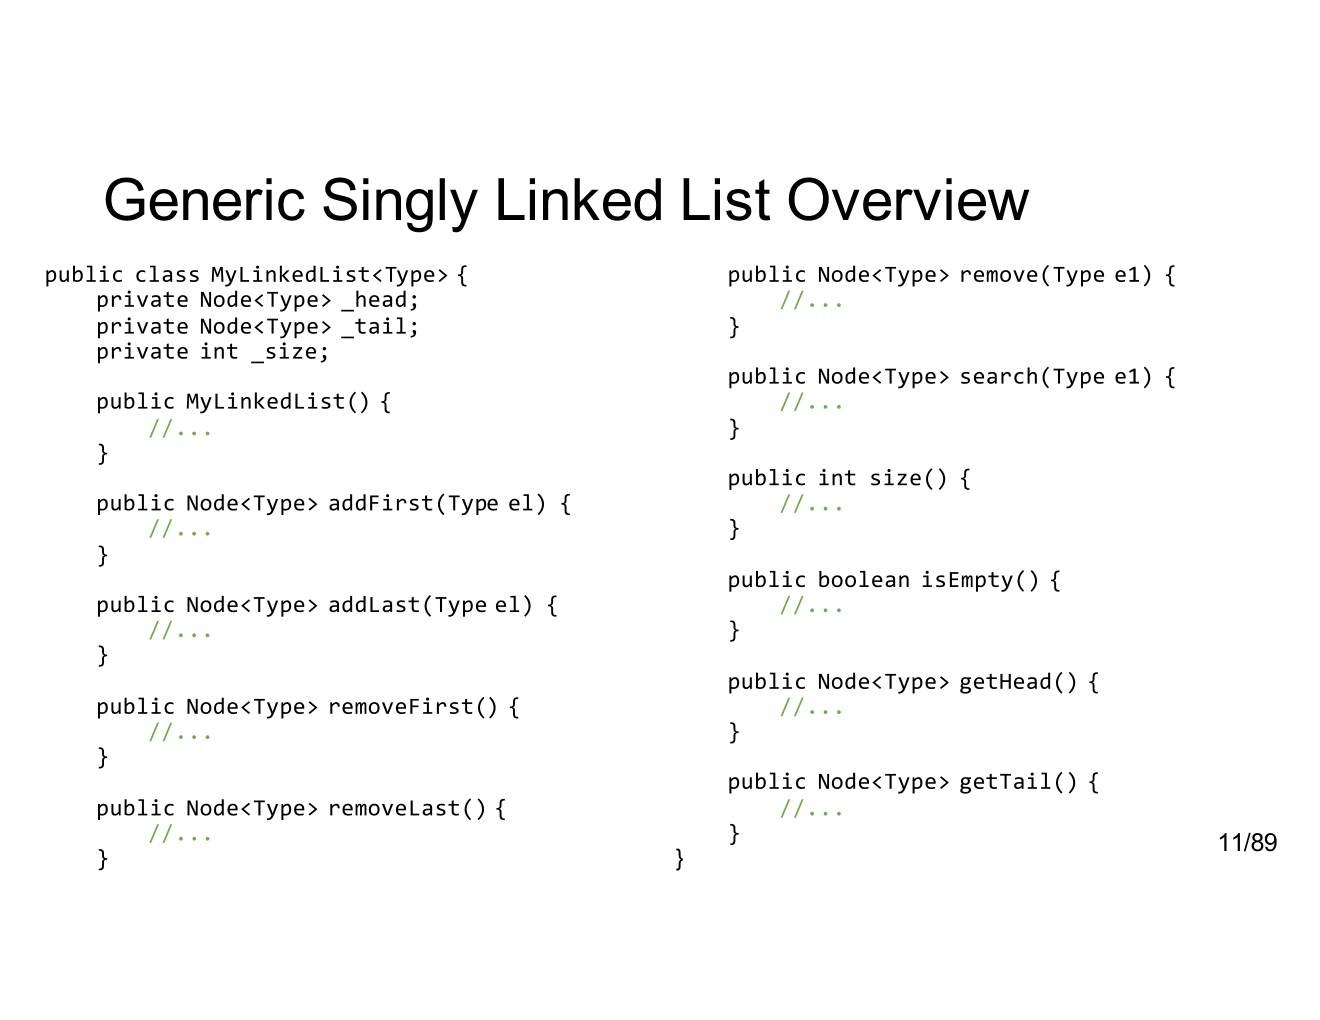 Generic Singly Linked List Overview
public class MyLinkedList<Type> {
    private Node<Type> _head;
    private Node<Type> _tail;
    private int _size;

    public MyLinkedList() {
        //...
    }

    public Node<Type> addFirst(Type el) {
        //...
    }

    public Node<Type> addLast(Type el) {
        //...
    }

    public Node<Type> removeFirst() {
        //...
    }

    public Node<Type> removeLast() {
        //...
    }

    public Node<Type> remove(Type e1) {
        //...
    }

    public Node<Type> search(Type e1) {
        //...
    }

    public int size() {
        //...
    }

    public boolean isEmpty() {
        //...
    }

    public Node<Type> getHead() {
        //...
    }

    public Node<Type> getTail() {
        //...
    }
}
11/89